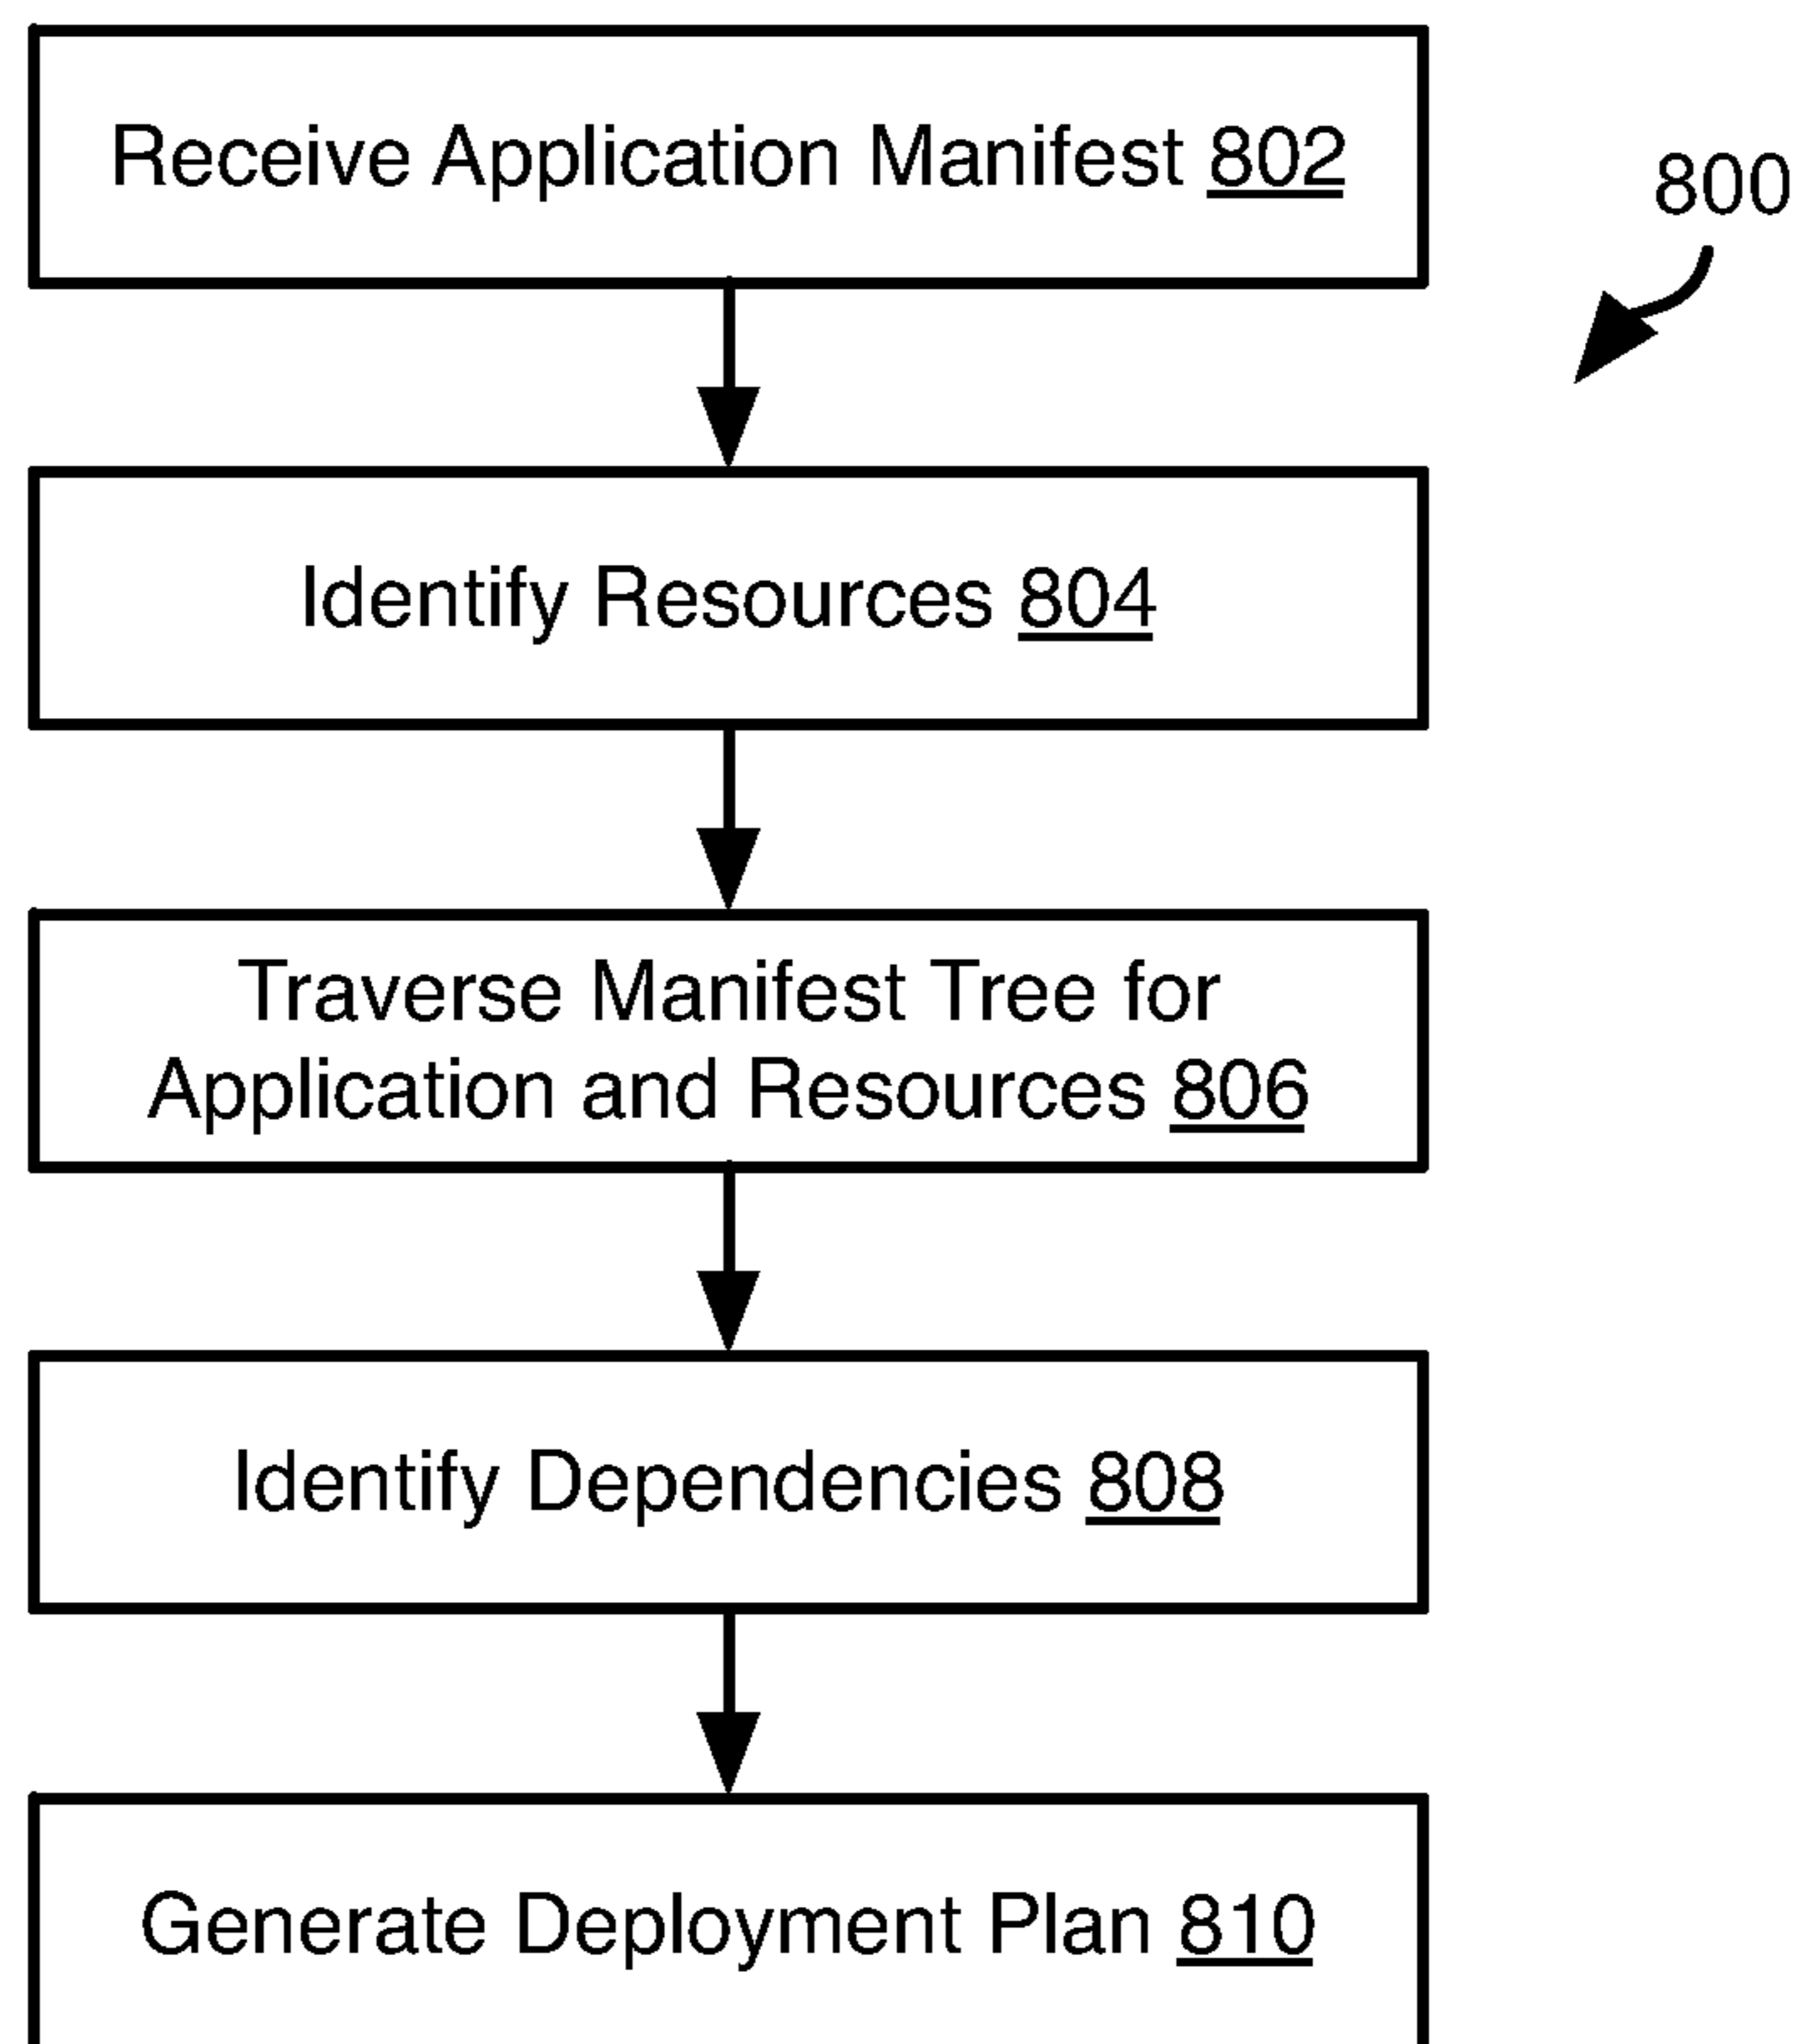 Receive Application Manifest 802
800
Identify Resources 804
Traverse Manifest Tree for
Application and Resources 806
Identify Dependencies 808
Generate Deployment Plan 810